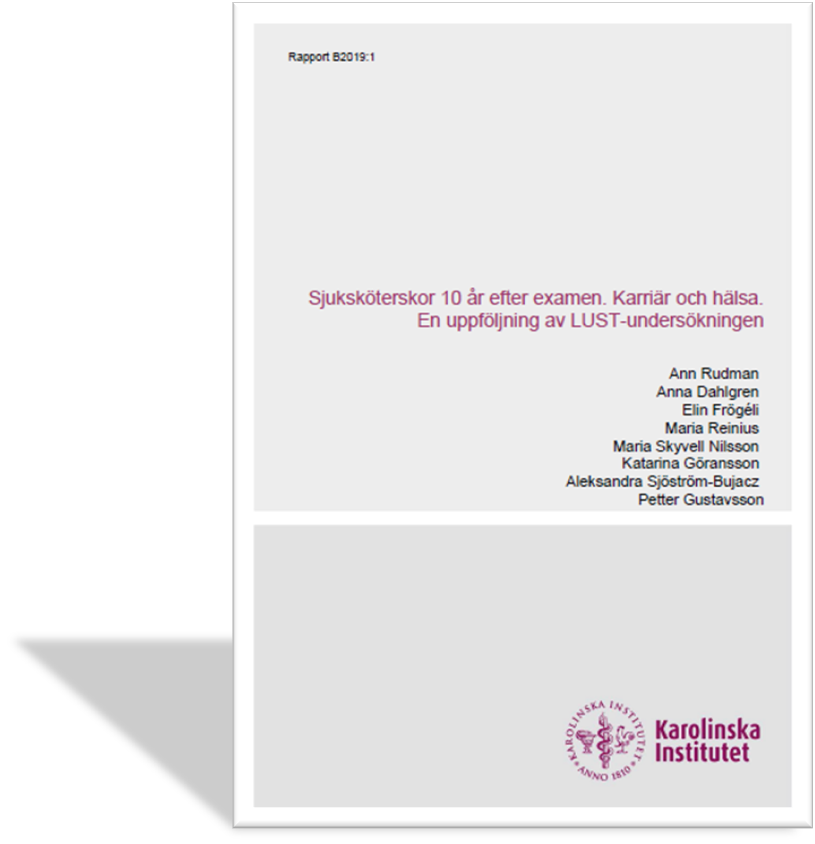 Rapport B2019:1
Sjuksköterskor 10 år efter examen. Karriär och hälsa.
En uppföljning av LUST-undersökningen
Ann Rudman
Anna Dahlgren
Elin Frögéli
Maria Reinius
Maria Skyvell Nilsson
Katarina Göransson
Aleksandra Sjöström-Bujacz
Petter Gustavsson
KAROLINSKA INSTITUTET
ANNO 1810
Karolinska
Institutet